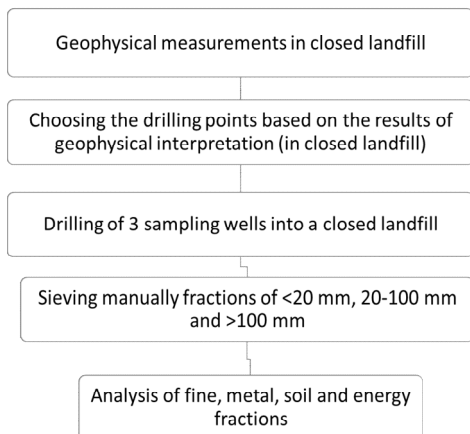 Geophysical measurements in closed landfill
Choosing the drilling points based on the results of
geophysical interpretation (in closed landfill)
Drilling of 3 sampling wells into a closed landfill
Sieving manually fractions of <20 mm, 20-100 mm
and >100 mm
Analysis of fine, metal, soil and energy
fractions